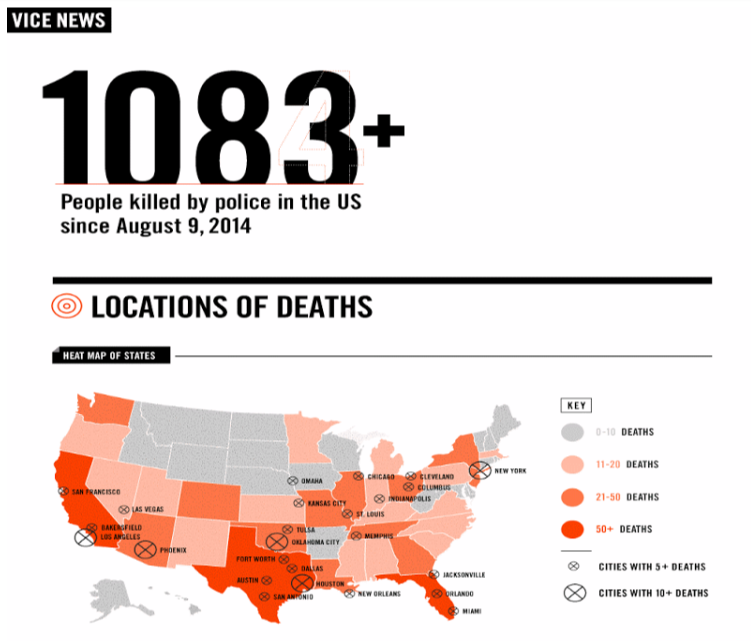 VICE NEWS
1083+
People killed by police in the US
since August 9, 2014
LOCATIONS OF DEATHS
HEAT MAP OF STATES
KEY
0-10 DEATHS
11-20 DEATHS
21-50 DEATHS
50+ DEATHS
CITIES WITH 5+ DEATHS
CITIES WITH 10+ DEATHS
NEW YORK
CHICAGO
CLEVELAND
OMAHA
COLUMBUS
SAN FRANCISCO
INDIANAPOLIS
KANSAS CITY
LAS VEGAS
ST. LOUIS
BAKERSFIELD
TULSA
LOS ANGELES
MEMPHIS
OKLAHOMA CITY
PHOENIX
FORT WORTH
DALLAS
JACKSONVILLE
AUSTIN
HOUSTON
ORLANDO
SAN ANTONIO
NEW ORLEANS
MIAMI